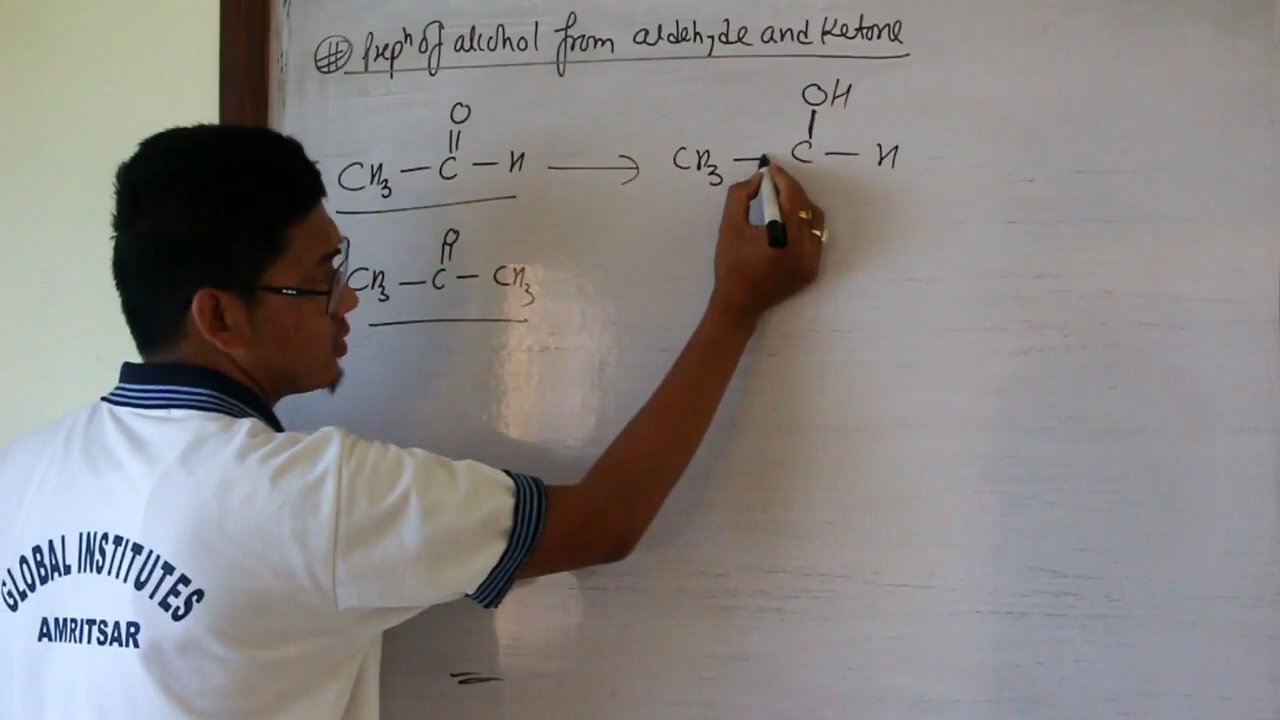 # Prepⁿ of alcohol from aldehyde and Ketone
O
||
CH₃ — C — H ⟶ CH₃ — C — H
OH
|
O
||
CH₃ — C — CH₃
GLOBAL INSTITUTES
AMRITSAR